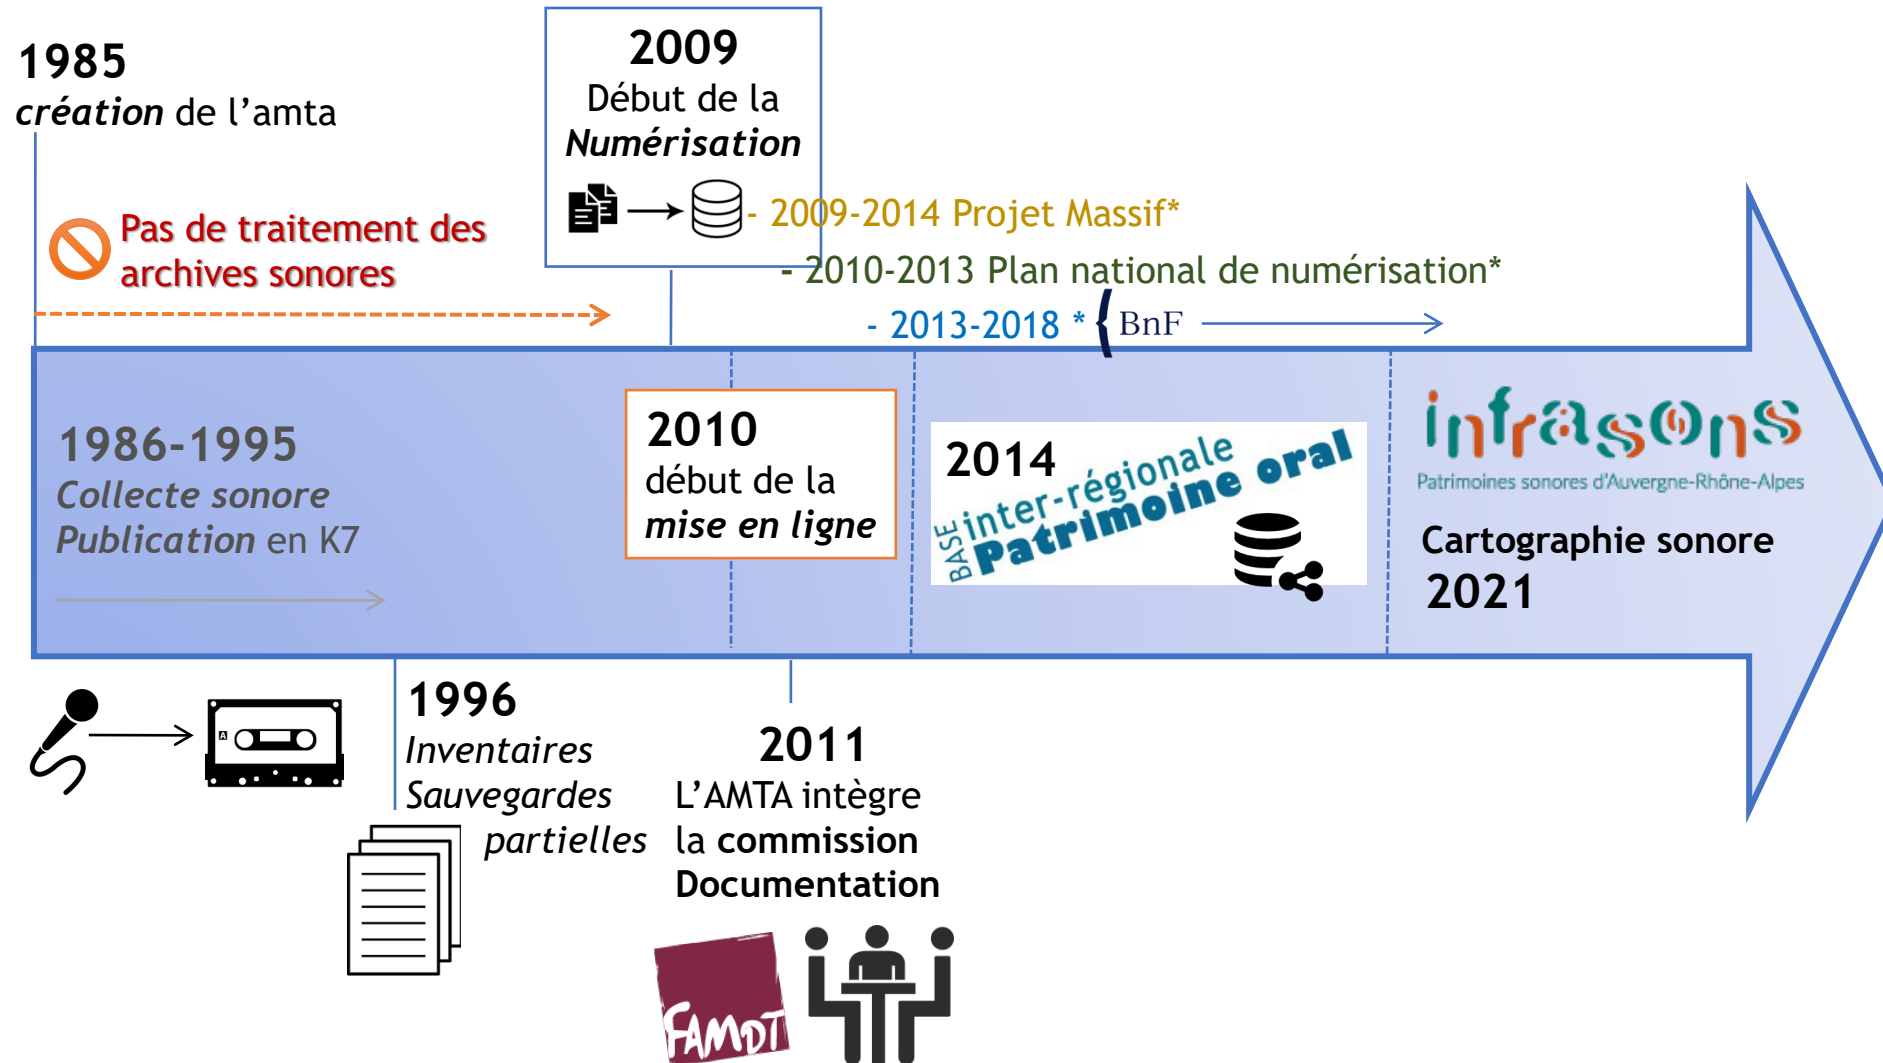 1985
création de l’amta
2009
Début de la
Numérisation
Pas de traitement des
archives sonores
- 2009-2014 Projet Massif*
- 2010-2013 Plan national de numérisation*
- 2013-2018 * { BnF
1986-1995
Collecte sonore
Publication en K7
2010
début de la
mise en ligne
2014
BASE
inter-régionale
Patrimoine oral
infrasons
Patrimoines sonores d’Auvergne-Rhône-Alpes
Cartographie sonore
2021
A
1996
Inventaires
Sauvegardes
partielles
2011
L’AMTA intègre
la commission
Documentation
FAMDT